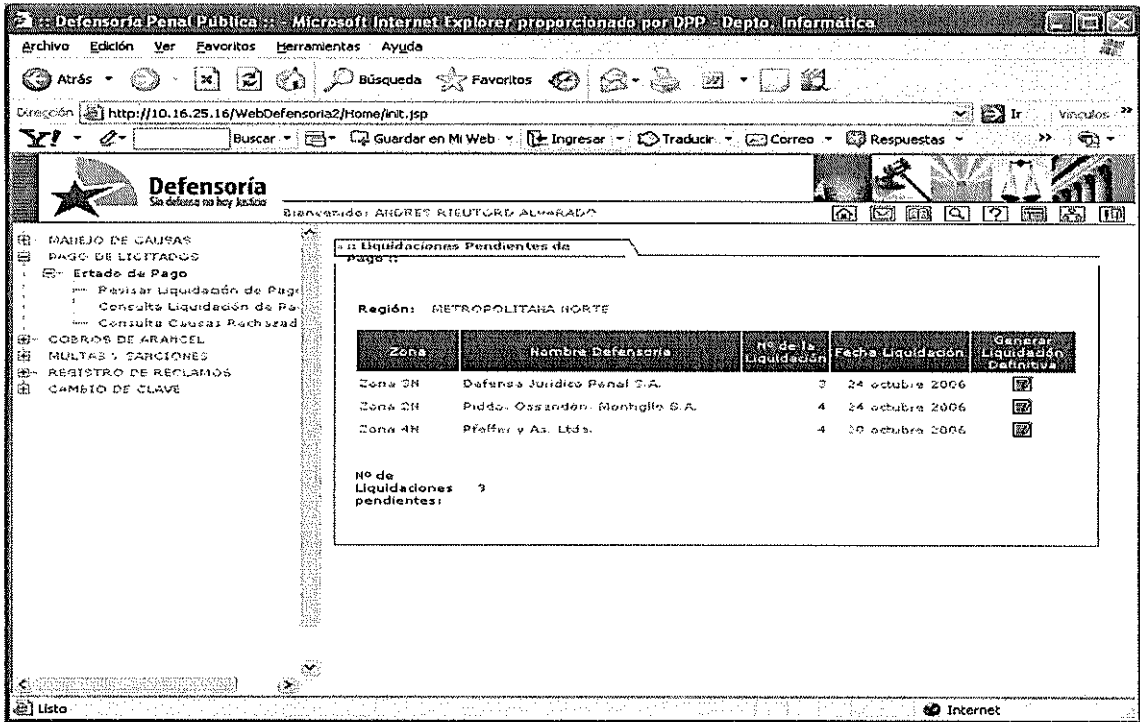 :: Defensoría Penal Pública :: - Microsoft Internet Explorer proporcionado por DPP - Depto. Informática
Archivo Edición Ver Favoritos Herramientas Ayuda
Atrás Búsqueda Favoritos
Dirección http://10.16.25.16/WebDefensoria2/Home/init.jsp Ir Vínculos »
Y! Buscar Guardar en Mi Web Ingresar Traducir Correo Respuestas »
Defensoría
Sin defensa no hay Justicia
Bienvenido: ANDRES RIEUTORD ALVARADO
MANEJO DE CAUSAS
PAGO DE LICITADOS
Estado de Pago
Revisar Liquidación de Pago
Consulta Liquidación de Pa
Consulta Causas Rechazad
COBROS DE ARANCEL
MULTAS Y SANCIONES
REGISTRO DE RECLAMOS
CAMBIO DE CLAVE
:: Liquidaciones Pendientes de
Pago ::
Región: METROPOLITANA NORTE
Zona Nombre Defensoría Nº de la Liquidación Fecha Liquidación Generar Liquidación Definitiva
Defensa Jurídico Penal S.A. 3 24 octubre 2006
Zona 2N Montiglio S.A. 4 24 octubre 2006
Zona 4N Pfeffer y As. Ltda. 4 octubre 2006
Nº de
Liquidaciones 3
pendientes:
Listo Internet